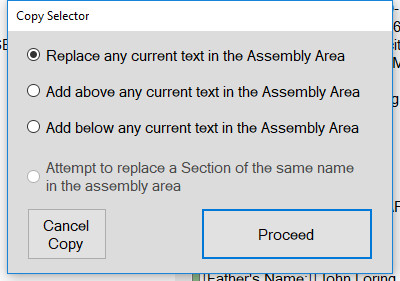 Copy Selector
Replace any current text in the Assembly Area
Add above any current text in the Assembly Area
Add below any current text in the Assembly Area
Attempt to replace a Section of the same name
in the assembly area
Cancel
Copy
Proceed
[Father's Name:]] John Loring